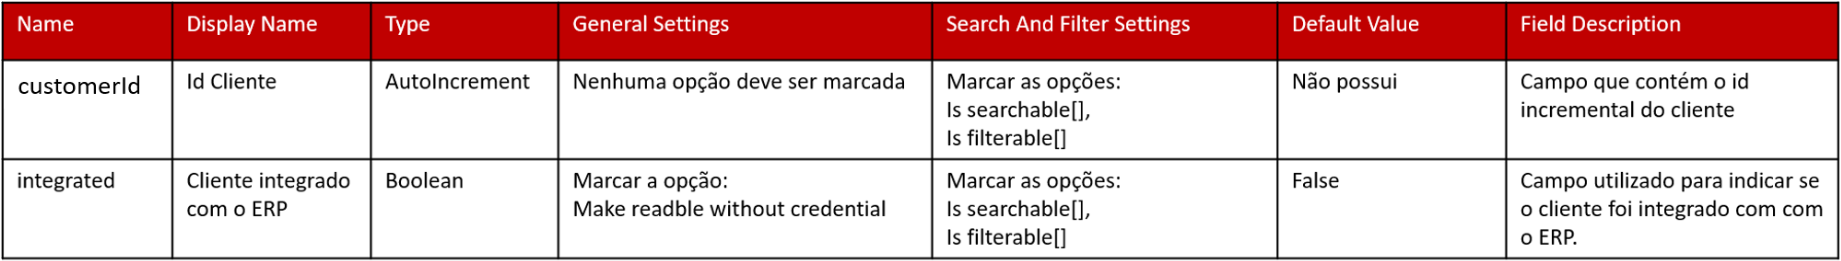 Name
Display Name
Type
General Settings
Search And Filter Settings
Default Value
Field Description
customerId
Id Cliente
AutoIncrement
Nenhuma opção deve ser marcada
Marcar as opções:
Is searchable[],
Is filterable[]
Não possui
Campo que contém o id
incremental do cliente
integrated
Cliente integrado
com o ERP
Boolean
Marcar a opção:
Make readble without credential
Marcar as opções:
Is searchable[],
Is filterable[]
False
Campo utilizado para indicar se
o cliente foi integrado com com
o ERP.